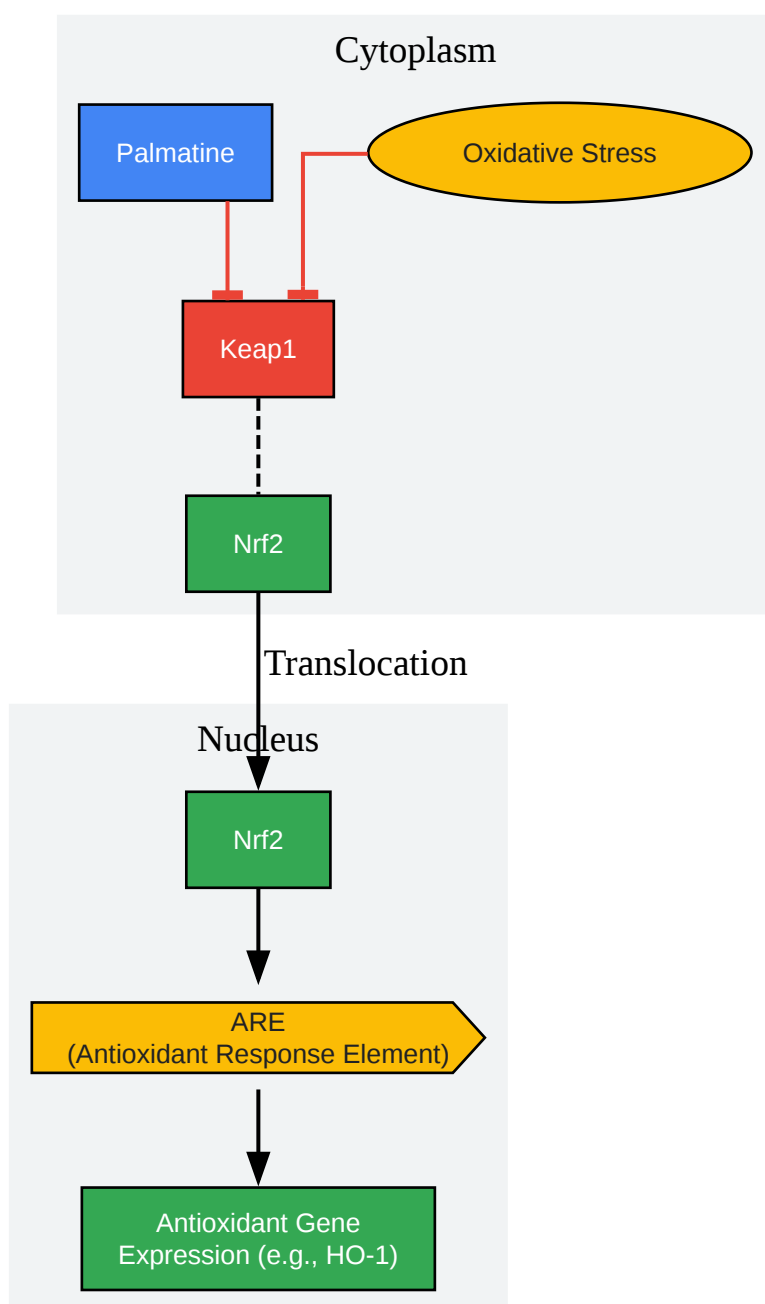 Cytoplasm
Palmatine
Oxidative Stress
Keap1
Nrf2
Translocation
Nucleus
Nrf2
ARE
(Antioxidant Response Element)
Antioxidant Gene
Expression (e.g., HO-1)